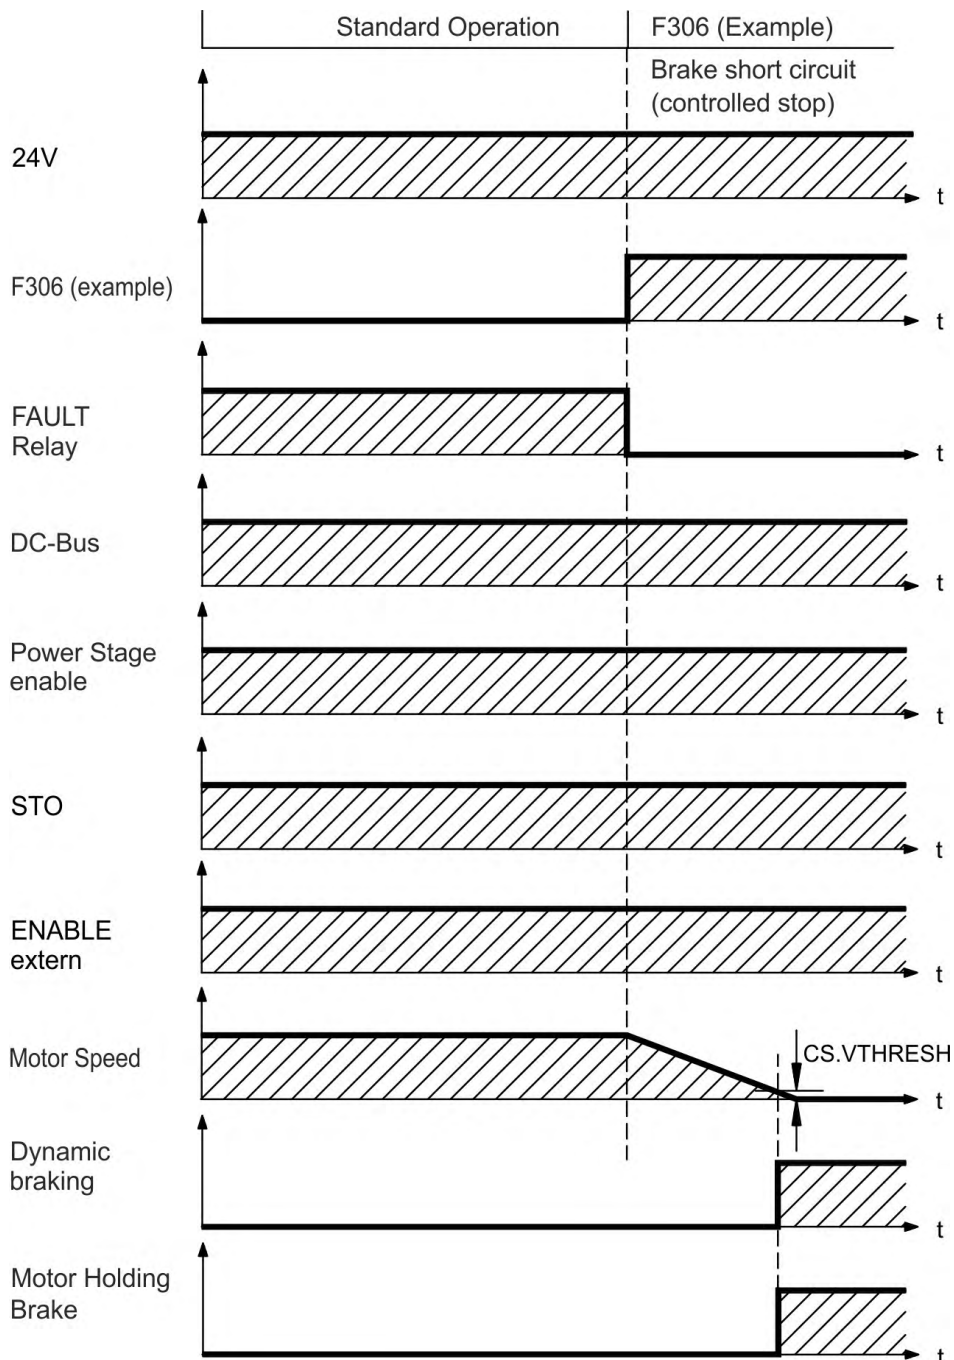 Standard Operation
F306 (Example)
Brake short circuit
(controlled stop)
24V
t
F306 (example)
t
FAULT
Relay
t
DC-Bus
t
Power Stage
enable
t
STO
t
ENABLE
extern
t
Motor Speed
CS.VTHRESH
t
Dynamic
braking
t
Motor Holding
Brake
t